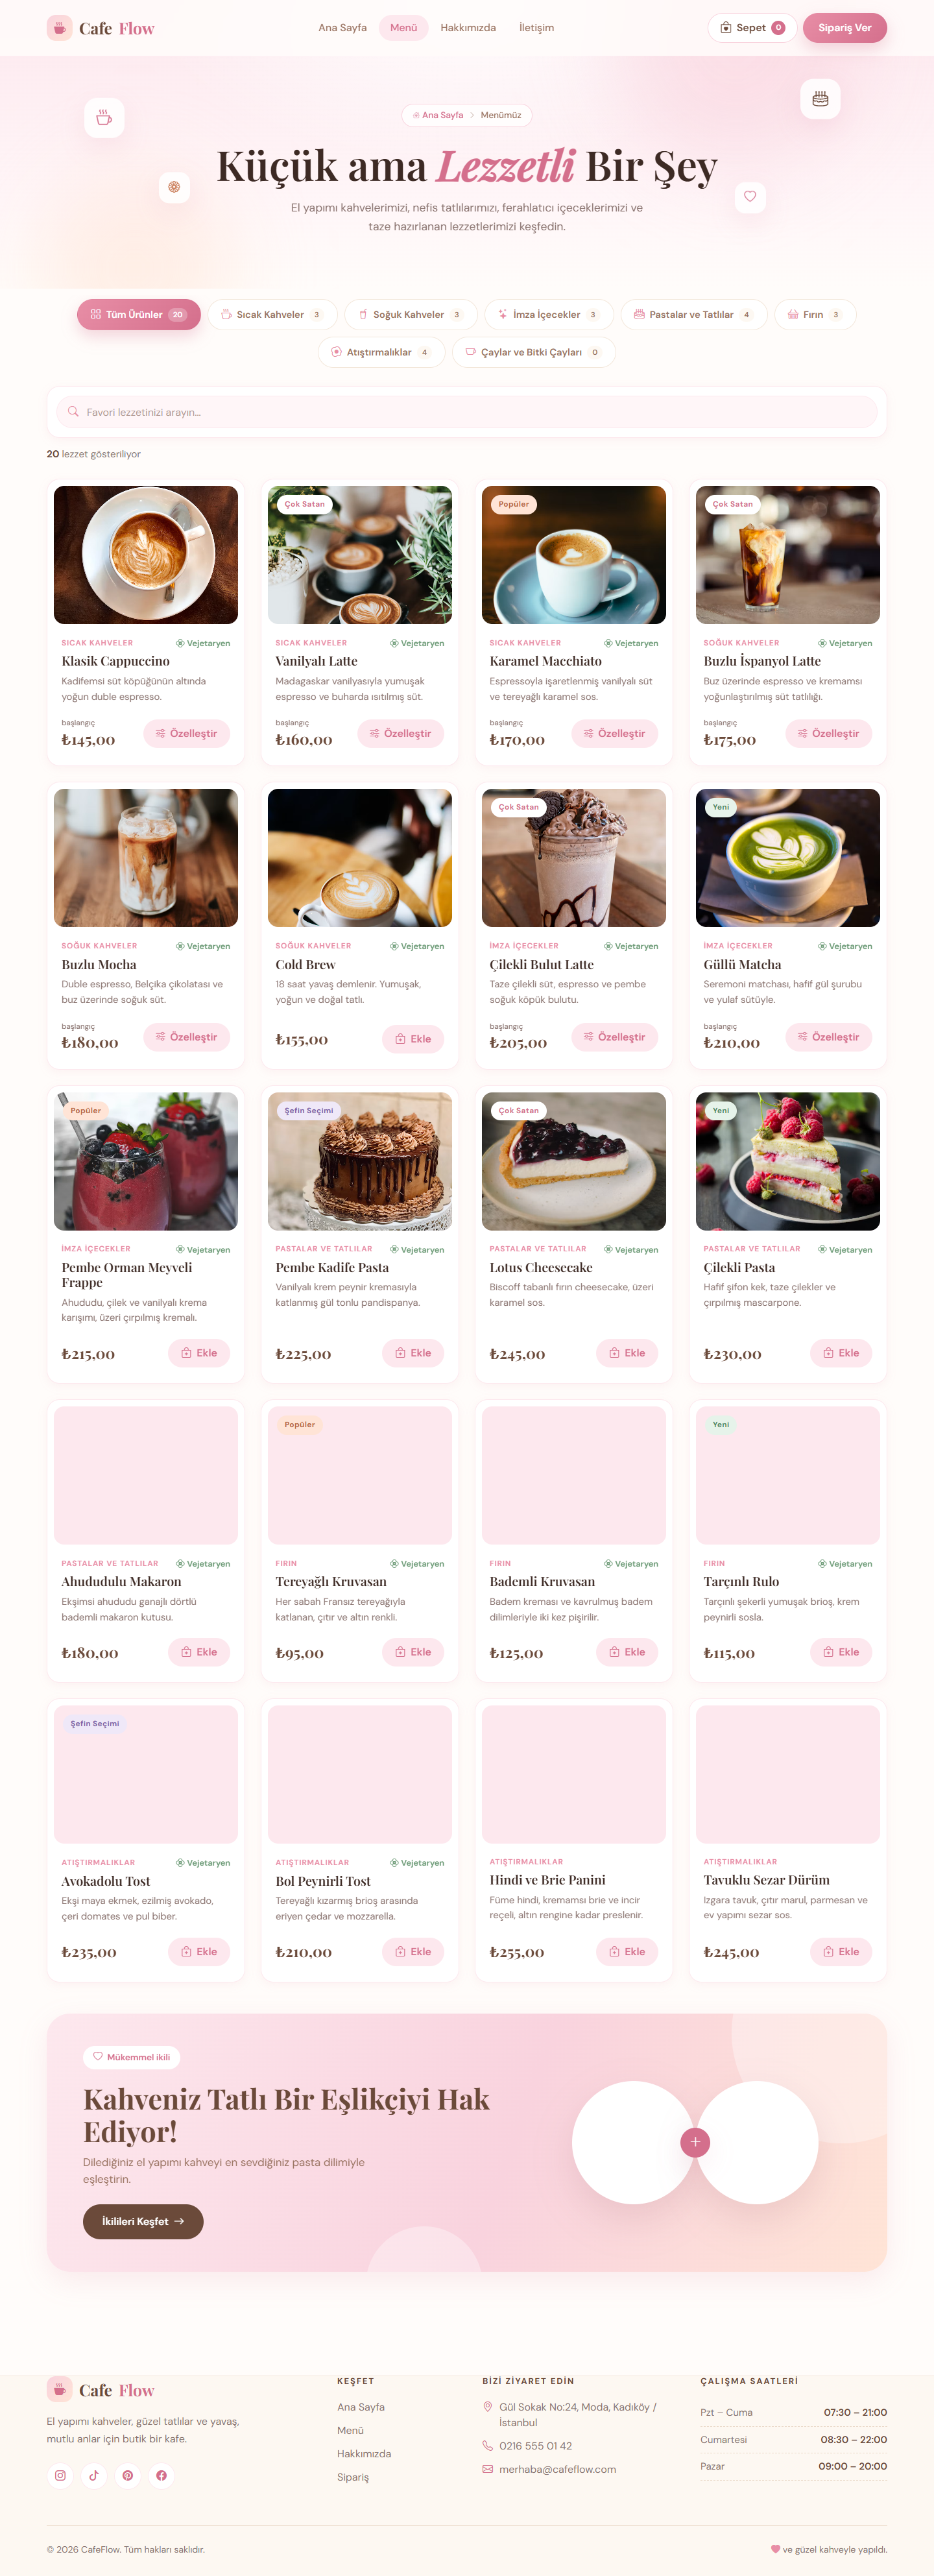 Cafe Flow
Ana Sayfa Menü Hakkımızda İletişim
Sepet 0 Sipariş Ver
Ana Sayfa Menümüz
Küçük ama Lezzetli Bir Şey
El yapımı kahvelerimizi, nefis tatlılarımızı, ferahlatıcı içeceklerimizi ve
taze hazırlanan lezzetlerimizi keşfedin.
Tüm Ürünler 20 Sıcak Kahveler 3 Soğuk Kahveler 3 İmza İçecekler 3 Pastalar ve Tatlılar 4 Fırın 3
Atıştırmalıklar 4 Çaylar ve Bitki Çayları 0
Favori lezzetinizi arayın...
20 lezzet gösteriliyor
SICAK KAHVELER Vejetaryen
Klasik Cappuccino
Kadifemsi süt köpüğünün altında
yoğun duble espresso.
başlangıç
₺145,00 Özelleştir
Çok Satan
SICAK KAHVELER Vejetaryen
Vanilyalı Latte
Madagaskar vanilyasıyla yumuşak
espresso ve buharda ısıtılmış süt.
başlangıç
₺160,00 Özelleştir
Popüler
SICAK KAHVELER Vejetaryen
Karamel Macchiato
Espressoyla işaretlenmiş vanilyalı süt
ve tereyağlı karamel sos.
başlangıç
₺170,00 Özelleştir
Çok Satan
SOĞUK KAHVELER Vejetaryen
Buzlu İspanyol Latte
Buz üzerinde espresso ve kremamsı
yoğunlaştırılmış süt tatlılığı.
başlangıç
₺175,00 Özelleştir
SOĞUK KAHVELER Vejetaryen
Buzlu Mocha
Duble espresso, Belçika çikolatası ve
buz üzerinde soğuk süt.
başlangıç
₺180,00 Özelleştir
SOĞUK KAHVELER Vejetaryen
Cold Brew
18 saat yavaş demlenir. Yumuşak,
yoğun ve doğal tatlı.
₺155,00 Ekle
Çok Satan
İMZA İÇECEKLER Vejetaryen
Çilekli Bulut Latte
Taze çilekli süt, espresso ve pembe
soğuk köpük bulutu.
başlangıç
₺205,00 Özelleştir
Yeni
İMZA İÇECEKLER Vejetaryen
Güllü Matcha
Seremoni matchası, hafif gül şurubu
ve yulaf sütüyle.
başlangıç
₺210,00 Özelleştir
Popüler
İMZA İÇECEKLER Vejetaryen
Pembe Orman Meyveli
Frappe
Ahududu, çilek ve vanilyalı krema
karışımı, üzeri çırpılmış kremalı.
₺215,00 Ekle
Şefin Seçimi
PASTALAR VE TATLILAR Vejetaryen
Pembe Kadife Pasta
Vanilyalı krem peynir kremasıyla
katlanmış gül tonlu pandispanya.
₺225,00 Ekle
Çok Satan
PASTALAR VE TATLILAR Vejetaryen
Lotus Cheesecake
Biscoff tabanlı fırın cheesecake, üzeri
karamel sos.
₺245,00 Ekle
Yeni
PASTALAR VE TATLILAR Vejetaryen
Çilekli Pasta
Hafif şifon kek, taze çilekler ve
çırpılmış mascarpone.
₺230,00 Ekle
PASTALAR VE TATLILAR Vejetaryen
Ahududulu Makaron
Ekşimsi ahududu ganajlı dörtlü
bademli makaron kutusu.
₺180,00 Ekle
Popüler
FIRIN Vejetaryen
Tereyağlı Kruvasan
Her sabah Fransız tereyağıyla
katlanan, çıtır ve altın renkli.
₺95,00 Ekle
FIRIN Vejetaryen
Bademli Kruvasan
Badem kreması ve kavrulmuş badem
dilimleriyle iki kez pişirilir.
₺125,00 Ekle
Yeni
FIRIN Vejetaryen
Tarçınlı Rulo
Tarçınlı şekerli yumuşak brioş, krem
peynirli sosla.
₺115,00 Ekle
Şefin Seçimi
ATIŞTIRMALIKLAR Vejetaryen
Avokadolu Tost
Ekşi maya ekmek, ezilmiş avokado,
çeri domates ve pul biber.
₺235,00 Ekle
ATIŞTIRMALIKLAR Vejetaryen
Bol Peynirli Tost
Tereyağlı kızarmış brioş arasında
eriyen çedar ve mozzarella.
₺210,00 Ekle
ATIŞTIRMALIKLAR
Hindi ve Brie Panini
Füme hindi, kremamsı brie ve incir
reçeli, altın rengine kadar preslenir.
₺255,00 Ekle
ATIŞTIRMALIKLAR
Tavuklu Sezar Dürüm
Izgara tavuk, çıtır marul, parmesan ve
ev yapımı sezar sos.
₺245,00 Ekle
Mükemmel ikili
Kahveniz Tatlı Bir Eşlikçiyi Hak
Ediyor!
Dilediğiniz el yapımı kahveyi en sevdiğiniz pasta dilimiyle
eşleştirin.
İkilileri Keşfet
Cafe Flow
El yapımı kahveler, güzel tatlılar ve yavaş,
mutlu anlar için butik bir kafe.
KEŞFET
Ana Sayfa
Menü
Hakkımızda
Sipariş
BİZİ ZİYARET EDİN
Gül Sokak No:24, Moda, Kadıköy /
İstanbul
0216 555 01 42
merhaba@cafeflow.com
ÇALIŞMA SAATLERİ
Pzt – Cuma 07:30 – 21:00
Cumartesi 08:30 – 22:00
Pazar 09:00 – 20:00
© 2026 CafeFlow. Tüm hakları saklıdır.
ve güzel kahveyle yapıldı.